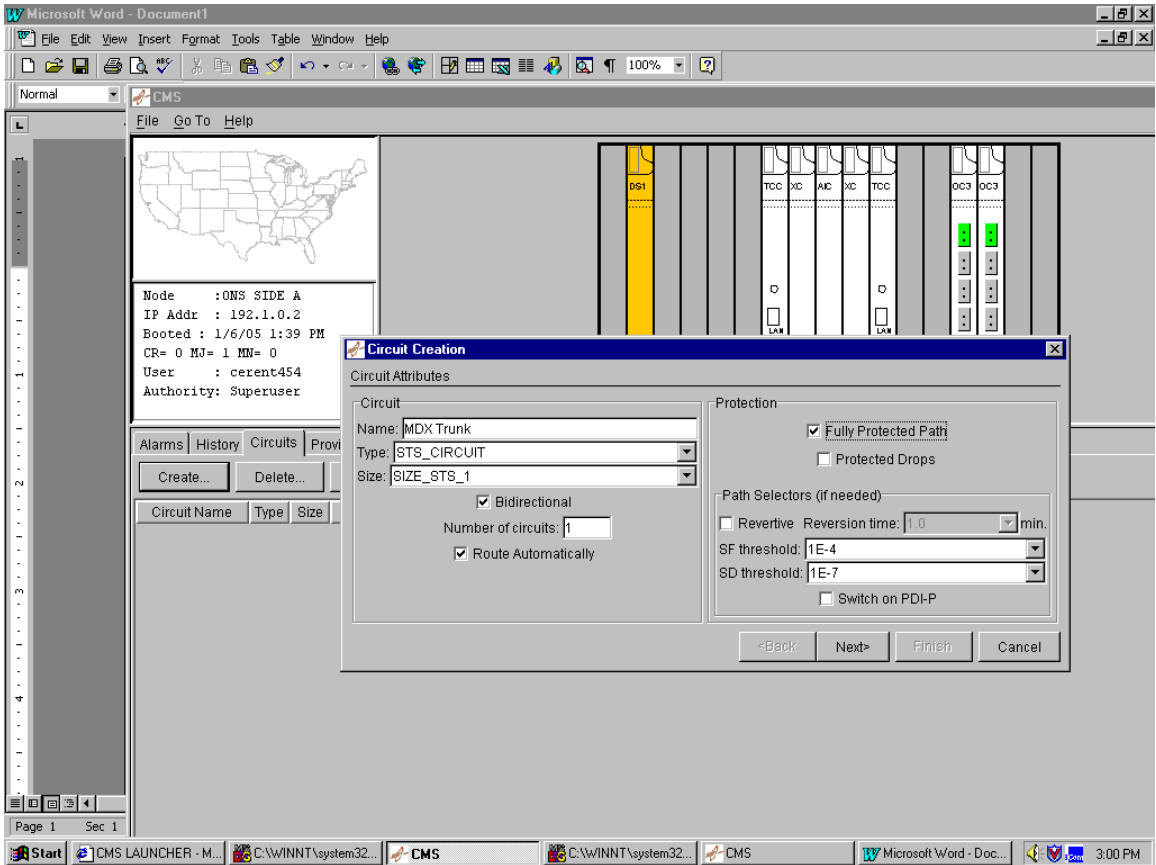 Microsoft Word - Document1
File Edit View Insert Format Tools Table Window Help
100%
Normal
CMS
File Go To Help
L
DS1 TCC XC AIC XC TCC OC3 OC3
LAN LAN
Node :ONS SIDE A
IP Addr : 192.1.0.2
Booted : 1/6/05 1:39 PM
CR= 0 MJ= 1 MN= 0
User : cerent454
Authority: Superuser
Alarms History Circuits Provi
Create... Delete...
Circuit Name Type Size
Circuit Creation
Circuit Attributes
Circuit
Name: MDX Trunk
Type: STS_CIRCUIT
Size: SIZE_STS_1
Bidirectional
Number of circuits: 1
Route Automatically
Protection
Fully Protected Path
Protected Drops
Path Selectors (if needed)
Revertive Reversion time: 1.0 min.
SF threshold: 1E-4
SD threshold: 1E-7
Switch on PDI-P
<Back Next> Finish Cancel
1
1
2
3
4
Page 1 Sec 1
Start CMS LAUNCHER - M... C:\WINNT\system32... CMS C:\WINNT\system32... CMS Microsoft Word - Doc... 3:00 PM